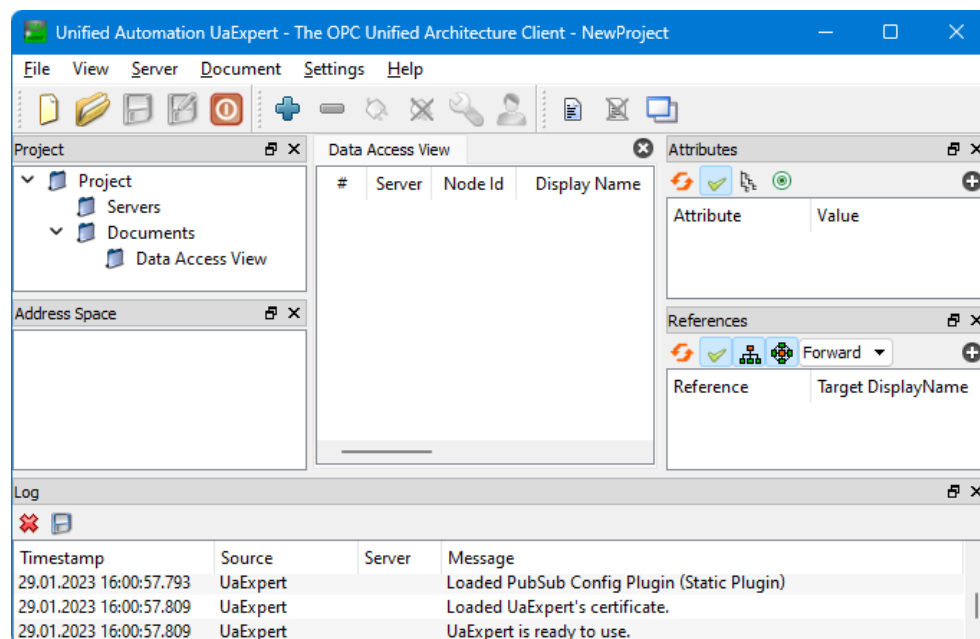 Unified Automation UaExpert - The OPC Unified Architecture Client - NewProject
File View Server Document Settings Help
Project
Project
Servers
Documents
Data Access View
Address Space
Data Access View
# Server Node Id Display Name
Attributes
Attribute Value
References
Forward
Reference Target DisplayName
Log
Timestamp Source Server Message
29.01.2023 16:00:57.793 UaExpert Loaded PubSub Config Plugin (Static Plugin)
29.01.2023 16:00:57.809 UaExpert Loaded UaExpert's certificate.
29.01.2023 16:00:57.809 UaExpert UaExpert is ready to use.